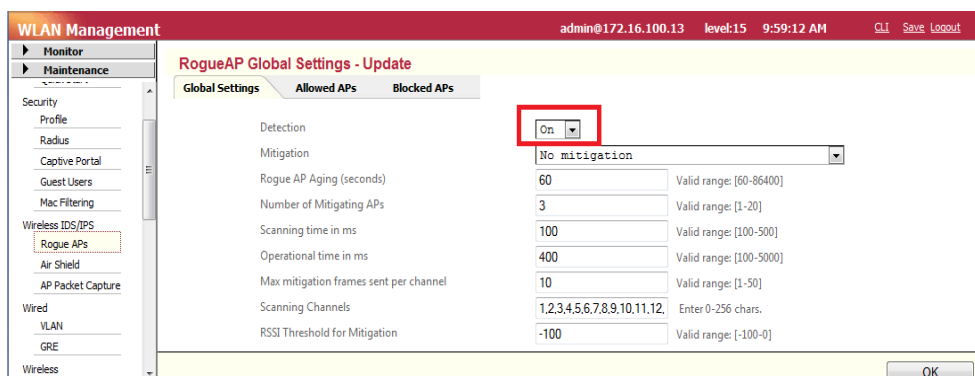 WLAN Management admin@172.16.100.13 level:15 9:59:12 AM CLI Save Logout
Monitor
Maintenance
Security
Profile
Radius
Captive Portal
Guest Users
Mac Filtering
Wireless IDS/IPS
Rogue APs
Air Shield
AP Packet Capture
Wired
VLAN
GRE
Wireless
RogueAP Global Settings - Update
Global Settings Allowed APs Blocked APs
Detection On
Mitigation No mitigation
Rogue AP Aging (seconds) 60 Valid range: [60-86400]
Number of Mitigating APs 3 Valid range: [1-20]
Scanning time in ms 100 Valid range: [100-500]
Operational time in ms 400 Valid range: [100-5000]
Max mitigation frames sent per channel 10 Valid range: [1-50]
Scanning Channels 1,2,3,4,5,6,7,8,9,10,11,12, Enter 0-256 chars.
RSSI Threshold for Mitigation -100 Valid range: [-100-0]
OK